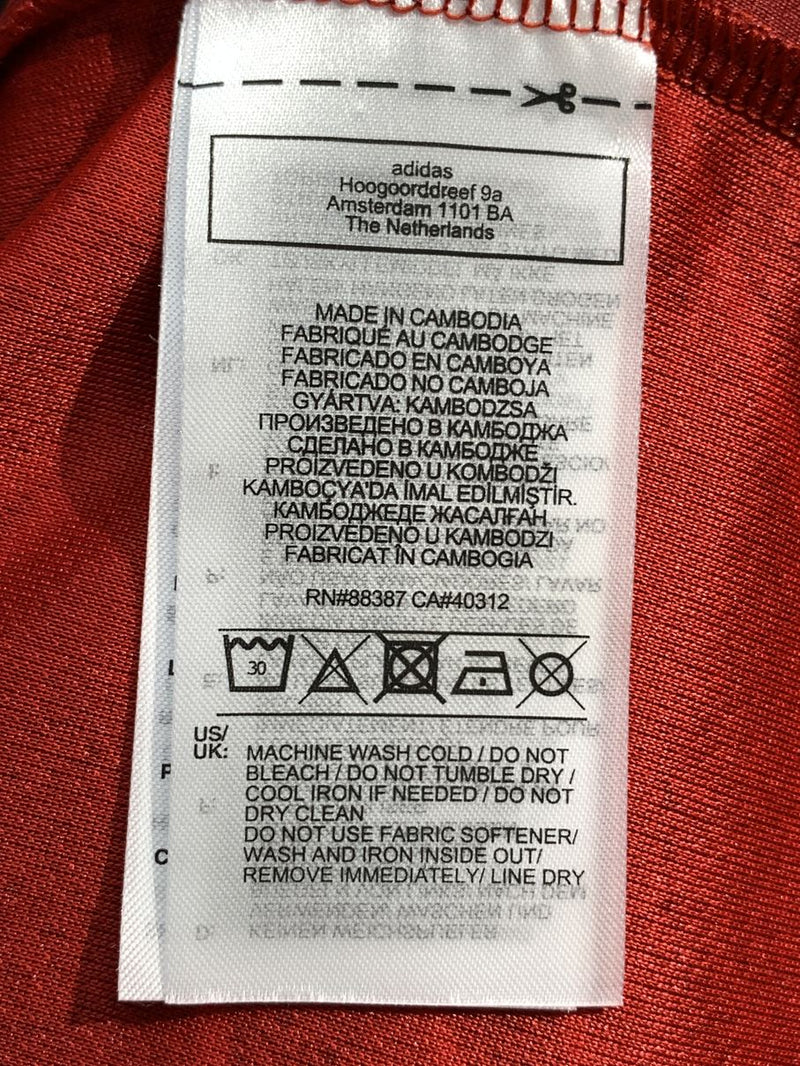 adidas
Hoogoorddreef 9a
Amsterdam 1101 BA
The Netherlands
MADE IN CAMBODIA
FABRIQUÉ AU CAMBODGE
FABRICADO EN CAMBOYA
FABRICADO NO CAMBOJA
GYÁRTVA: KAMBODZSA
ПРОИЗВЕДЕНО В КАМБОДЖА
СДЕЛАНО В КАМБОДЖЕ
PROIZVEDENO U KOMBODŽI
KAMBOÇYA'DA İMAL EDİLMİŞTİR.
КАМБОДЖЕДЕ ЖАСАЛҒАН
PROIZVEDENO U KAMBODZI
FABRICAT ÎN CAMBOGIA
RN#88387 CA#40312
30
US/
UK: MACHINE WASH COLD / DO NOT
BLEACH / DO NOT TUMBLE DRY /
COOL IRON IF NEEDED / DO NOT
DRY CLEAN
DO NOT USE FABRIC SOFTENER/
WASH AND IRON INSIDE OUT/
REMOVE IMMEDIATELY/ LINE DRY